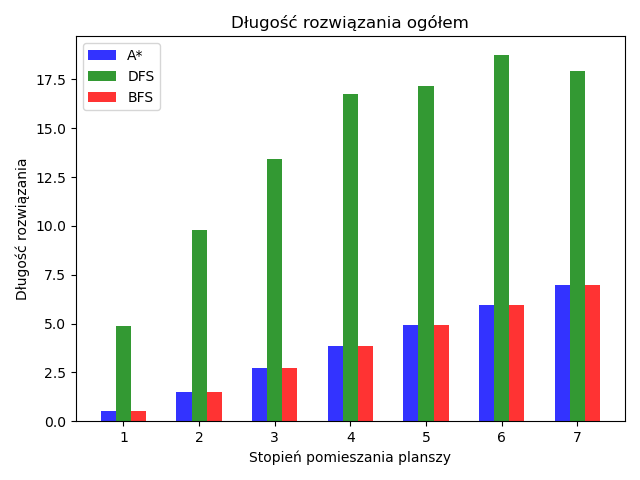 Długość rozwiązania ogółem
A*
DFS
BFS
Długość rozwiązania
17.5
15.0
12.5
10.0
7.5
5.0
2.5
0.0
1 2 3 4 5 6 7
Stopień pomieszania planszy